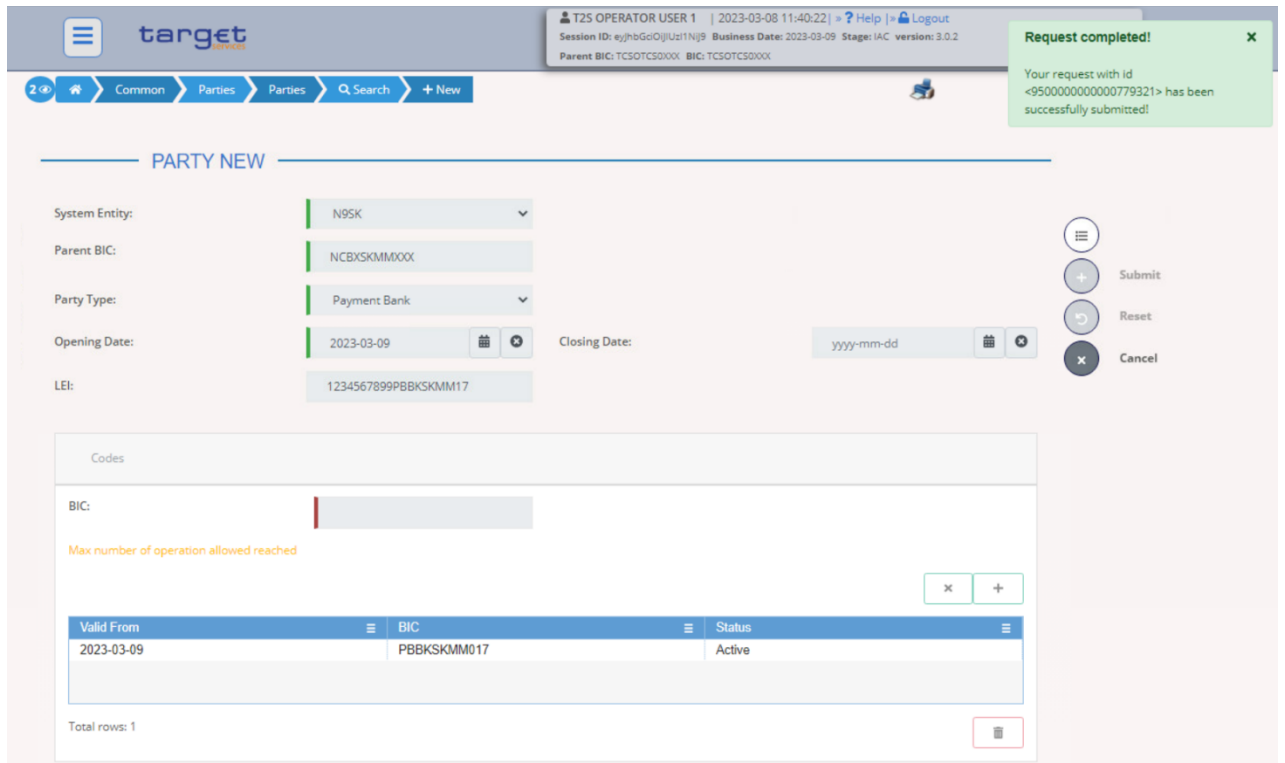 target
services
T2S OPERATOR USER 1 | 2023-03-08 11:40:22| » ? Help |» Logout
Session ID: eyJhbGciOiJIUzI1NiJ9 Business Date: 2023-03-09 Stage: IAC version: 3.0.2
Parent BIC: TCSOTCS0XXX BIC: TCSOTCS0XXX
Request completed! ×
Your request with id
<9500000000000779321> has been
successfully submitted!
2 Common Parties Parties Search + New
PARTY NEW
System Entity: N9SK
Parent BIC: NCBXSKMMXXX
Party Type: Payment Bank
Opening Date: 2023-03-09 Closing Date: yyyy-mm-dd
LEI: 1234567899PBBKSKMM17
Submit
Reset
Cancel
Codes
BIC:
Max number of operation allowed reached
Valid From BIC Status
2023-03-09 PBBKSKMM017 Active
Total rows: 1